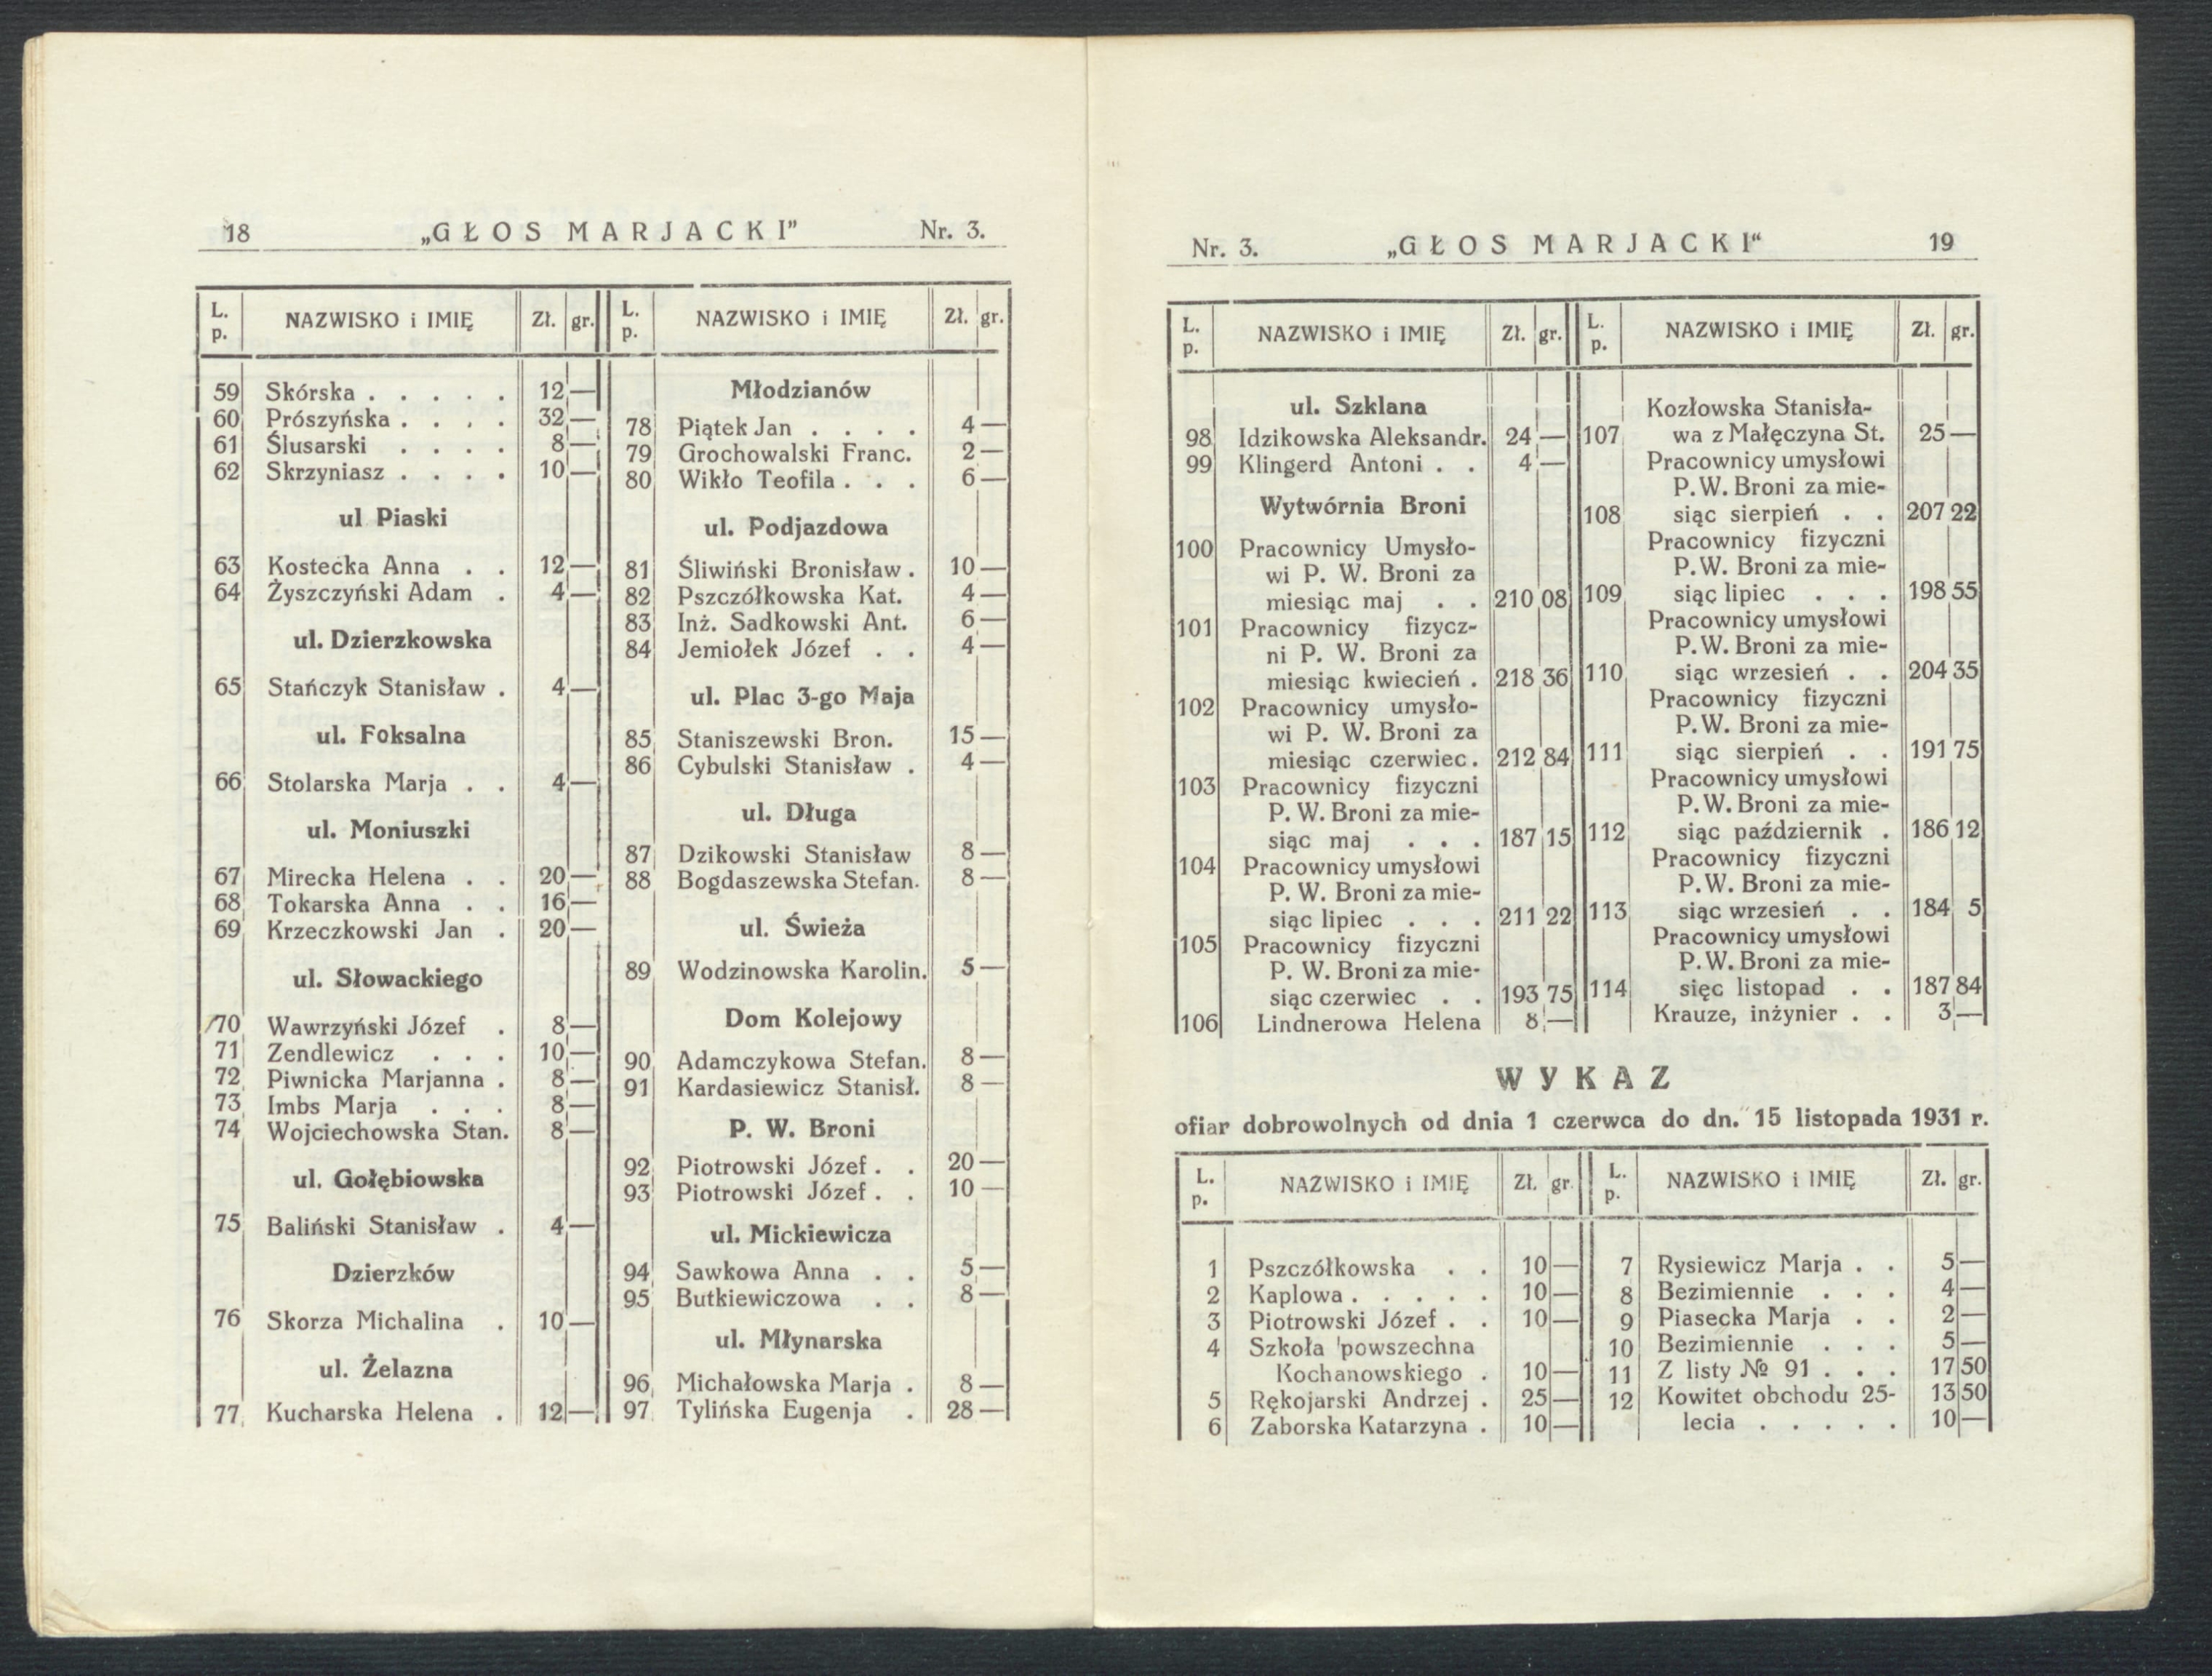 18 „GŁOS MARJACKI” Nr. 3.
L. p. NAZWISKO i IMIĘ Zł. gr.
59 Skórska . . . . . 12 —
60 Prószyńska . . . . 32 —
61 Ślusarski . . . . 8 —
62 Skrzyniasz . . . . 10 —
ul Piaski
63 Kostecka Anna . . 12 —
64 Żyszczyński Adam . 4 —
ul. Dzierzkowska
65 Stańczyk Stanisław . 4 —
ul. Foksalna
66 Stolarska Marja . . 4 —
ul. Moniuszki
67 Mirecka Helena . . 20 —
68 Tokarska Anna . . 16 —
69 Krzeczkowski Jan . 20 —
ul. Słowackiego
70 Wawrzyński Józef . 8 —
71 Zendlewicz . . . 10 —
72 Piwnicka Marjanna . 8 —
73 Imbs Marja . . . 8 —
74 Wojciechowska Stan. 8 —
ul. Gołębiowska
75 Baliński Stanisław . 4 —
Dzierzków
76 Skorza Michalina . 10 —
ul. Żelazna
77 Kucharska Helena . 12 —
L. p. NAZWISKO i IMIĘ Zł. gr.
Młodzianów
78 Piątek Jan . . . . 4 —
79 Grochowalski Franc. 2 —
80 Wikło Teofila . . . 6 —
ul. Podjazdowa
81 Śliwiński Bronisław . 10 —
82 Pszczółkowska Kat. 4 —
83 Inż. Sadkowski Ant. 6 —
84 Jemiołek Józef . . 4 —
ul. Plac 3-go Maja
85 Staniszewski Bron. 15 —
86 Cybulski Stanisław . 4 —
ul. Długa
87 Dzikowski Stanisław 8 —
88 Bogdaszewska Stefan. 8 —
ul. Świeża
89 Wodzinowska Karolin. 5 —
Dom Kolejowy
90 Adamczykowa Stefan. 8 —
91 Kardasiewicz Stanisł. 8 —
P. W. Broni
92 Piotrowski Józef . . 20 —
93 Piotrowski Józef . . 10 —
ul. Mickiewicza
94 Sawkowa Anna . . 5 —
95 Butkiewiczowa . . 8 —
ul. Młynarska
96 Michałowska Marja . 8 —
97 Tylińska Eugenja . 28 —
Nr. 3. „GŁOS MARJACKI“ 19
L. p. NAZWISKO i IMIĘ Zł. gr.
ul. Szklana
98 Idzikowska Aleksandr. 24 —
99 Klingerd Antoni . . 4 —
Wytwórnia Broni
100 Pracownicy Umysło-
wi P. W. Broni za
miesiąc maj . . 210 08
101 Pracownicy fizycz-
ni P. W. Broni za
miesiąc kwiecień . 218 36
102 Pracownicy umysło-
wi P. W. Broni za
miesiąc czerwiec . 212 84
103 Pracownicy fizyczni
P. W. Broni za mie-
siąc maj . . . 187 15
104 Pracownicy umysłowi
P. W. Broni za mie-
siąc lipiec . . . 211 22
105 Pracownicy fizyczni
P. W. Broni za mie-
siąc czerwiec . . 193 75
106 Lindnerowa Helena 8 —
L. p. NAZWISKO i IMIĘ Zł. gr.
Kozłowska Stanisła-
107 wa z Małęczyna St. 25 —
Pracownicy umysłowi
P. W. Broni za mie-
108 siąc sierpień . . 207 22
Pracownicy fizyczni
P. W. Broni za mie-
109 siąc lipiec . . . 198 55
Pracownicy umysłowi
P. W. Broni za mie-
110 siąc wrzesień . . 204 35
Pracownicy fizyczni
P. W. Broni za mie-
111 siąc sierpień . . 191 75
Pracownicy umysłowi
P. W. Broni za mie-
112 siąc październik . 186 12
Pracownicy fizyczni
P. W. Broni za mie-
113 siąc wrzesień . . 184 5
Pracownicy umysłowi
P. W. Broni za mie-
114 sięc listopad . . 187 84
Krauze, inżynier . . 3 —
WYKAZ
ofiar dobrowolnych od dnia 1 czerwca do dn. 15 listopada 1931 r.
L. p. NAZWISKO i IMIĘ Zł. gr.
1 Pszczółkowska . . 10 —
2 Kaplowa . . . . . 10 —
3 Piotrowski Józef . . 10 —
4 Szkoła powszechna
Kochanowskiego . 10 —
5 Rękojarski Andrzej . 25 —
6 Zaborska Katarzyna . 10 —
L. p. NAZWISKO i IMIĘ Zł. gr.
7 Rysiewicz Marja . . 5 —
8 Bezimiennie . . . 4 —
9 Piasecka Marja . . 2 —
10 Bezimiennie . . . 5 —
11 Z listy № 91 . . . 17 50
12 Kowitet obchodu 25- 13 50
lecia . . . . . 10 —